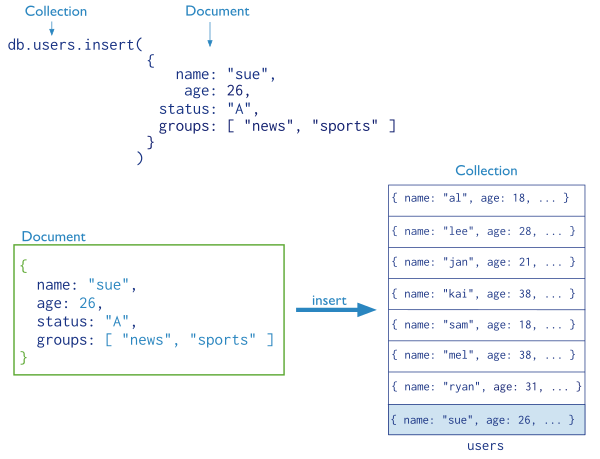 Collection
Document
db.users.insert(
{
name: "sue",
age: 26,
status: "A",
groups: [ "news", "sports" ]
}
)
Document
{
name: "sue",
age: 26,
status: "A",
groups: [ "news", "sports" ]
}
insert
Collection
{ name: "al", age: 18, ... }
{ name: "lee", age: 28, ... }
{ name: "jan", age: 21, ... }
{ name: "kai", age: 38, ... }
{ name: "sam", age: 18, ... }
{ name: "mel", age: 38, ... }
{ name: "ryan", age: 31, ... }
{ name: "sue", age: 26, ... }
users